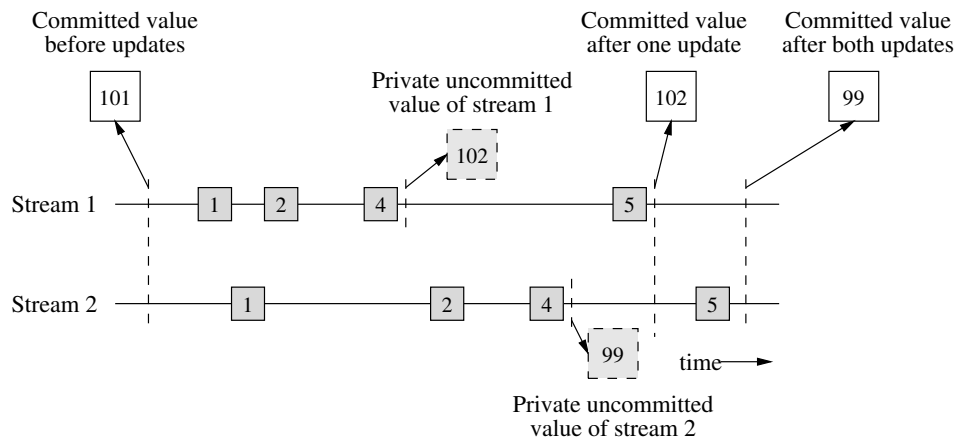 Committed value
before updates
101
Private uncommitted
value of stream 1
102
Committed value
after one update
102
Committed value
after both updates
99
Stream 1
1
2
4
5
Stream 2
1
2
4
5
99
time
Private uncommitted
value of stream 2